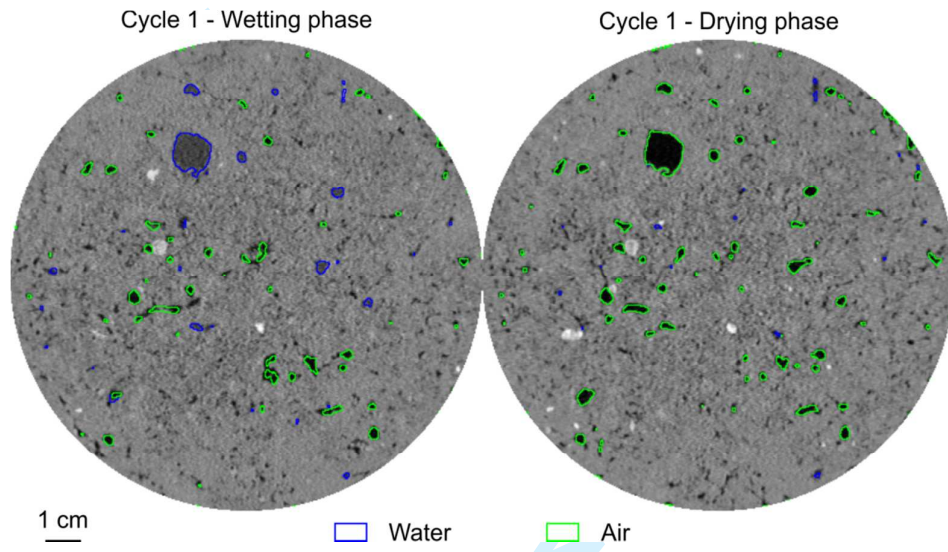 Cycle 1 - Wetting phase
Cycle 1 - Drying phase
1 cm
Water
Air